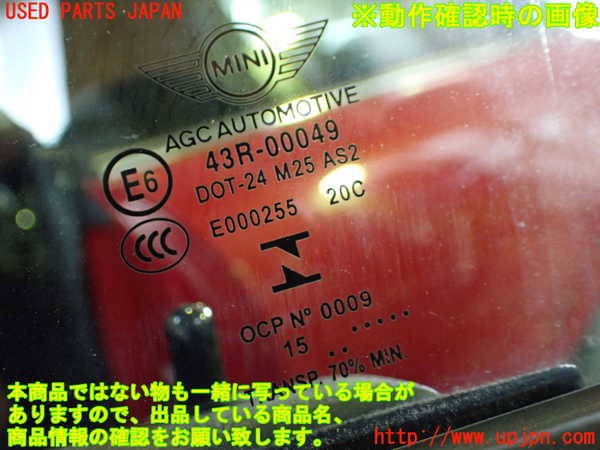 USED PARTS JAPAN
※動作確認時の画像
MINI
AGC AUTOMOTIVE
43R-00049
E6
DOT-24 M25 AS2
CCC
E000255 20C
OCP Nº 0009
15 .. ......
TRANSP. 70% MIN.
本商品ではない物も一緒に写っている場合が
ありますので、出品している商品名、
商品情報の確認をお願い致します。
http://www.upjpn.com